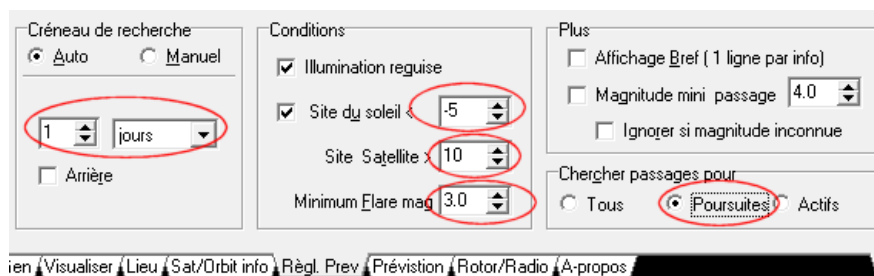 Créneau de recherche
Auto Manuel
1 jours
Arrière
Conditions
Illumination reguise
Site du soleil < -5
Site Satellite > 10
Minimum Flare mag 3.0
Plus
Affichage Bref ( 1 ligne par info)
Magnitude mini passage 4.0
Ignorer si magnitude inconnue
Chercher passages pour
Tous Poursuites Actifs
ien Visualiser Lieu Sat/Orbit info Règl. Prev Prévistion Rotor/Radio A-propos